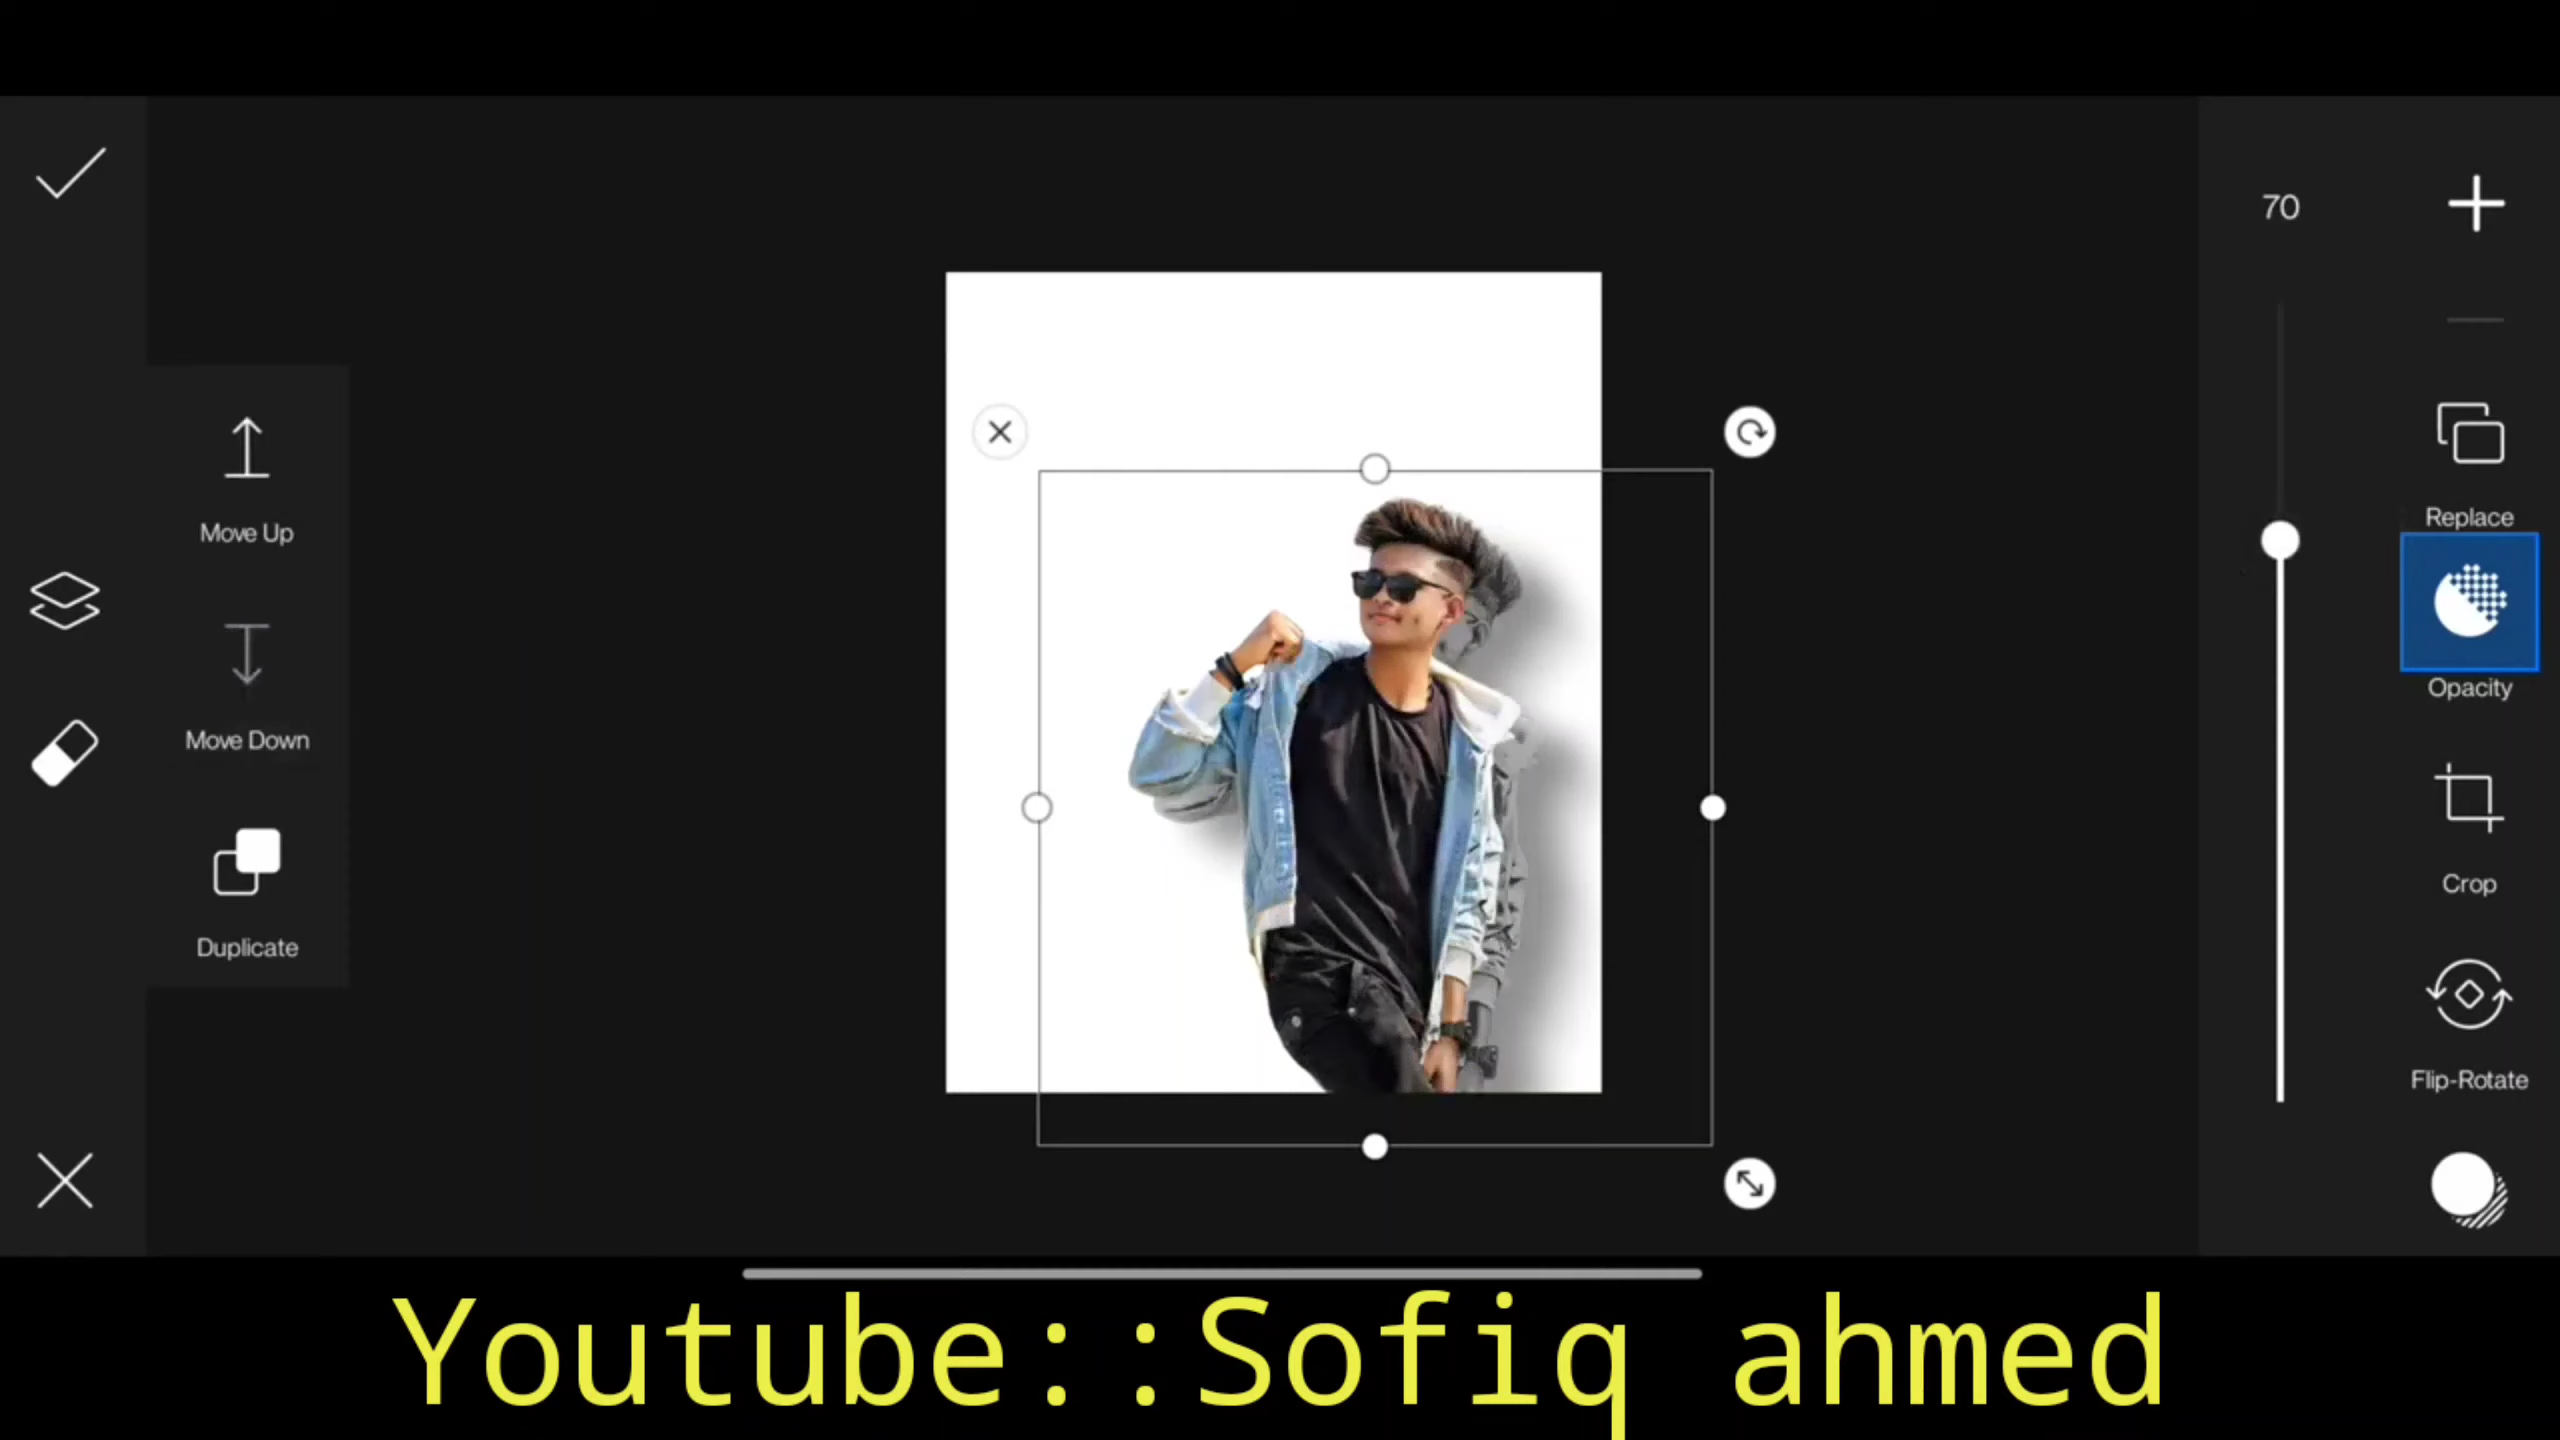 70
Move Up
Replace
Move Down
Opacity
Crop
Duplicate
Flip-Rotate
Youtube::Sofiq ahmed